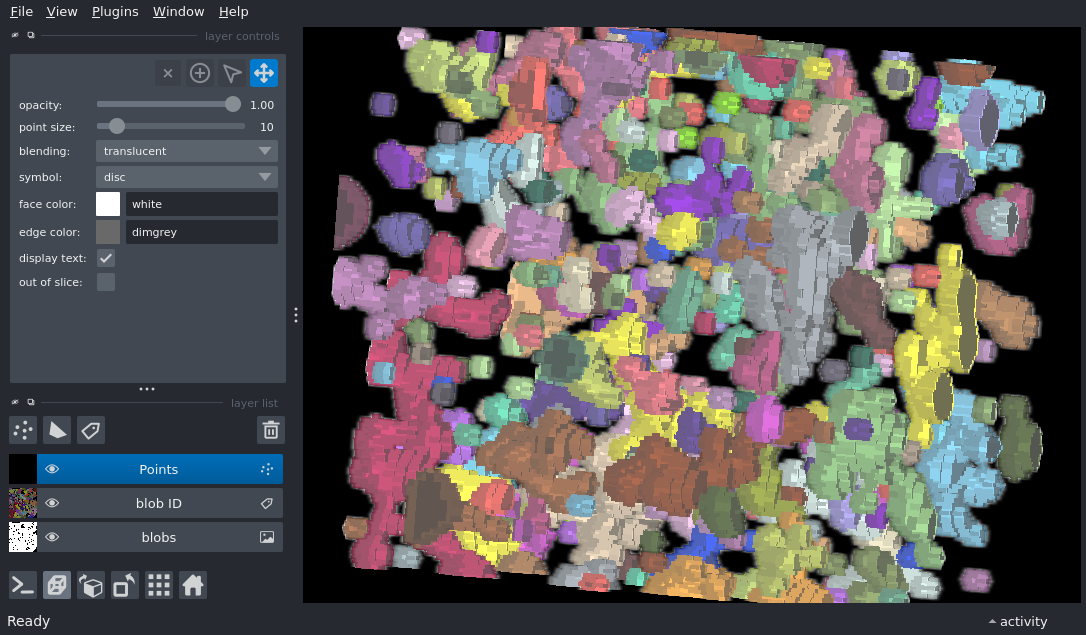 File View Plugins Window Help
layer controls
opacity: 1.00
point size: 10
blending: translucent
symbol: disc
face color: white
edge color: dimgrey
display text:
out of slice:
layer list
Points
blob ID
blobs
Ready
activity